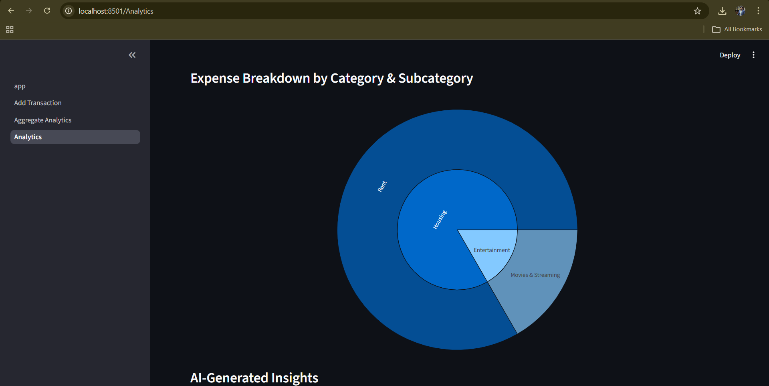 localhost:8501/Analytics
All Bookmarks
Deploy
app
Add Transaction
Aggregate Analytics
Analytics
Expense Breakdown by Category & Subcategory
Rent
Housing
Entertainment
Movies & Streaming
AI-Generated Insights